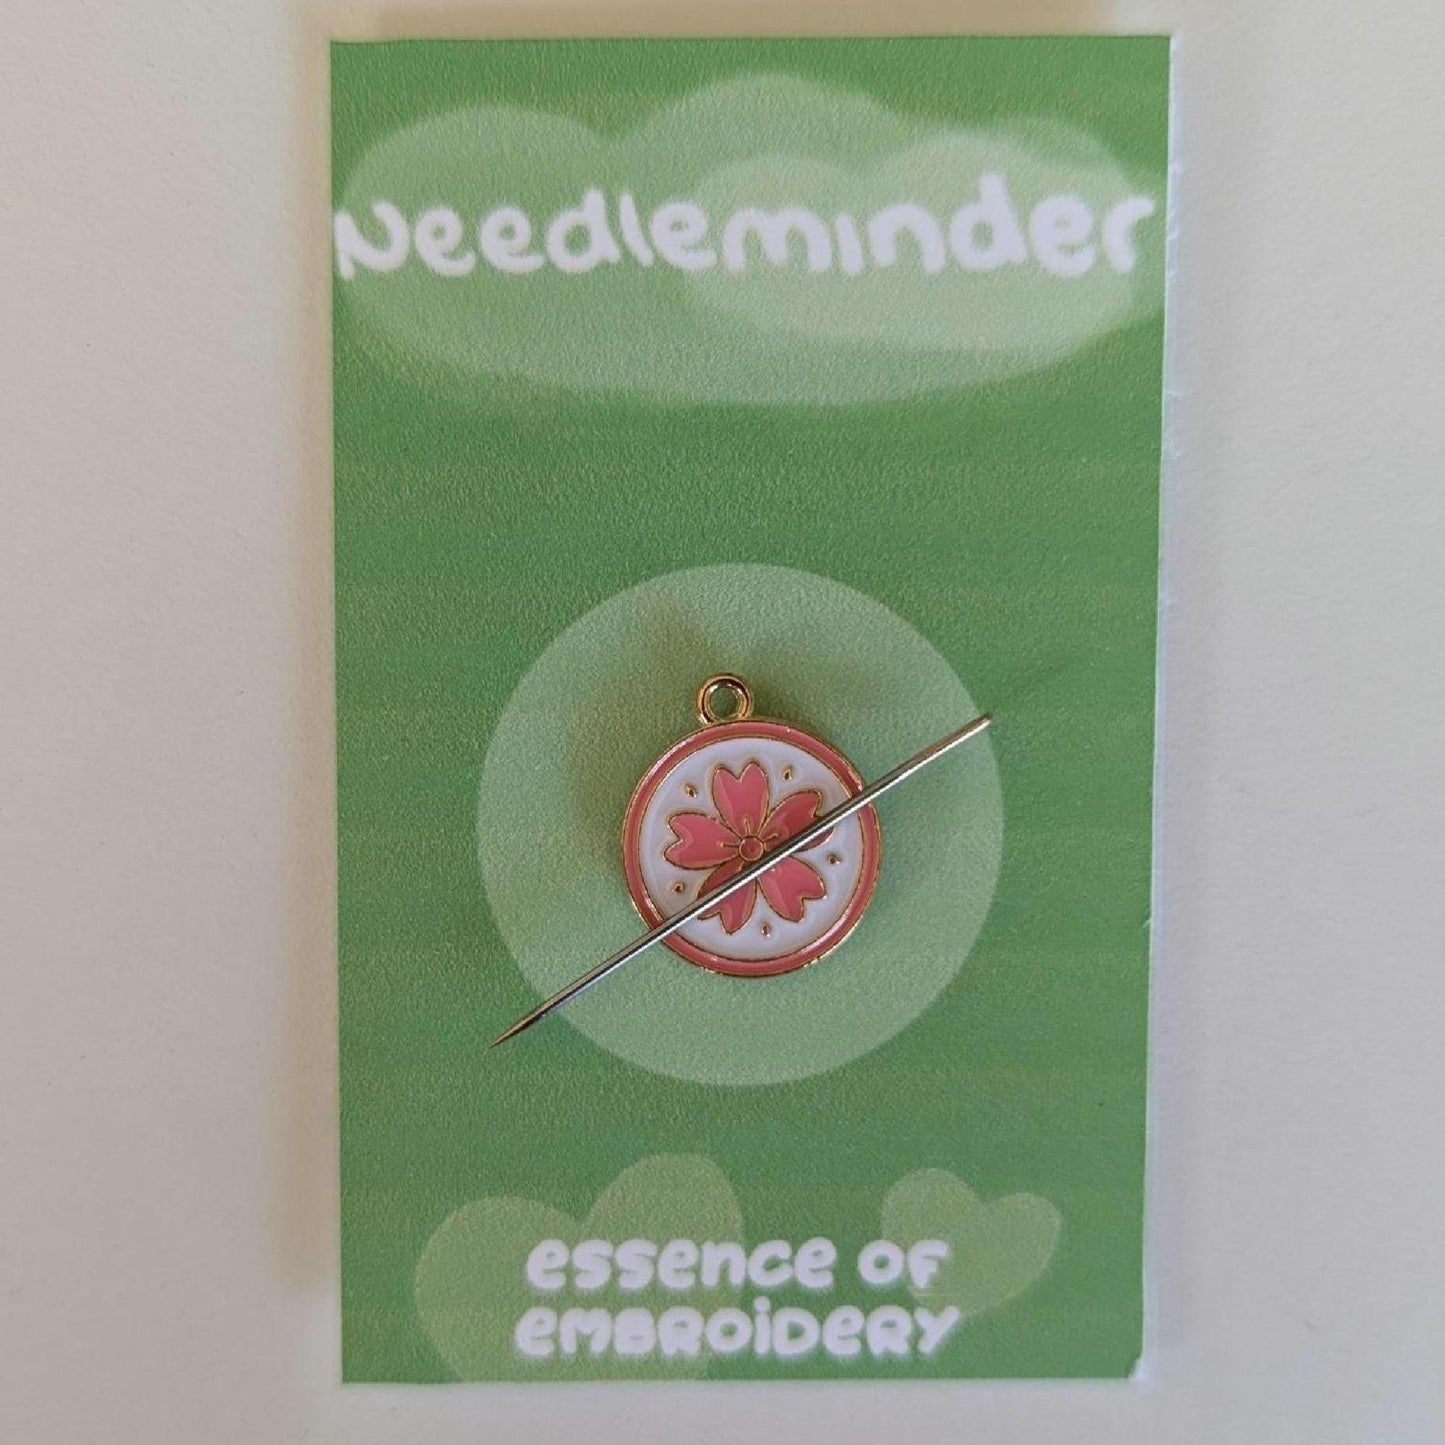 Needleminder
essence of
embroidery